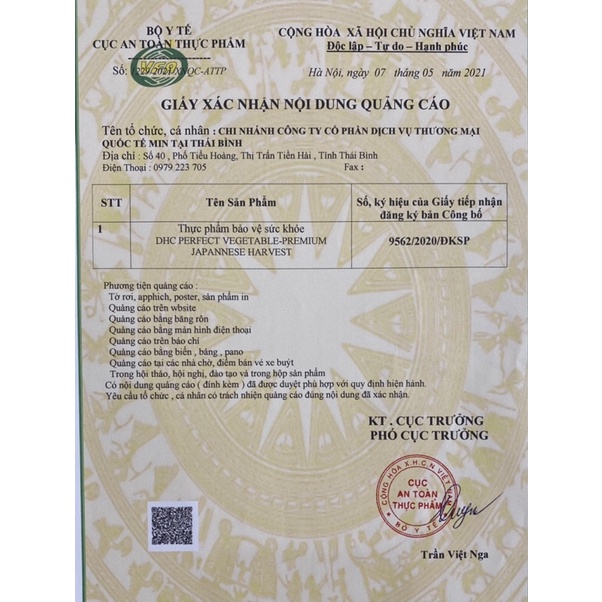 BỘ Y TẾ
CỤC AN TOÀN THỰC PHẨM
CỘNG HÒA XÃ HỘI CHỦ NGHĨA VIỆT NAM
Độc lập – Tự do – Hạnh phúc
VFA
Số: 1229/2021/XNQC-ATTP
Hà Nội, ngày 07 tháng 05 năm 2021
GIẤY XÁC NHẬN NỘI DUNG QUẢNG CÁO
Tên tổ chức, cá nhân : CHI NHÁNH CÔNG TY CỔ PHẦN DỊCH VỤ THƯƠNG MẠI
QUỐC TẾ MIN TẠI THÁI BÌNH
Địa chỉ : Số 40 , Phố Tiểu Hoàng, Thị Trấn Tiền Hải , Tỉnh Thái Bình
Điện Thoại : 0979 223 705 Fax :
STT Tên Sản Phẩm Số, ký hiệu của Giấy tiếp nhận
đăng ký bản Công bố
1 Thực phẩm bảo vệ sức khỏe
DHC PERFECT VEGETABLE-PREMIUM
JAPANNESE HARVEST
9562/2020/ĐKSP
Phương tiện quảng cáo :
Tờ rơi, apphich, poster, sản phẩm in
Quảng cáo trên wbsite
Quảng cáo bằng băng rôn
Quảng cáo bằng màn hình điện thoại
Quảng cáo trên báo chí
Quảng cáo bằng biển , bảng , pano
Quảng cáo tại các nhà chờ, điểm bán vé xe buýt
Trong hội thảo, hội nghị, đào tạo và trong hộp sản phẩm
Có nội dung quảng cáo ( đính kèm ) đã được duyệt phù hợp với quy định hiện hành.
Yêu cầu tổ chức , cá nhân có trách nhiện quảng cáo đúng nội dung đã xác nhận.
KT . CỤC TRƯỞNG
PHÓ CỤC TRƯỞNG
CỘNG HÒA X.H.C.N VIỆT NAM
CỤC
AN TOÀN
THỰC PHẨM
BỘ Y TẾ
Trần Việt Nga